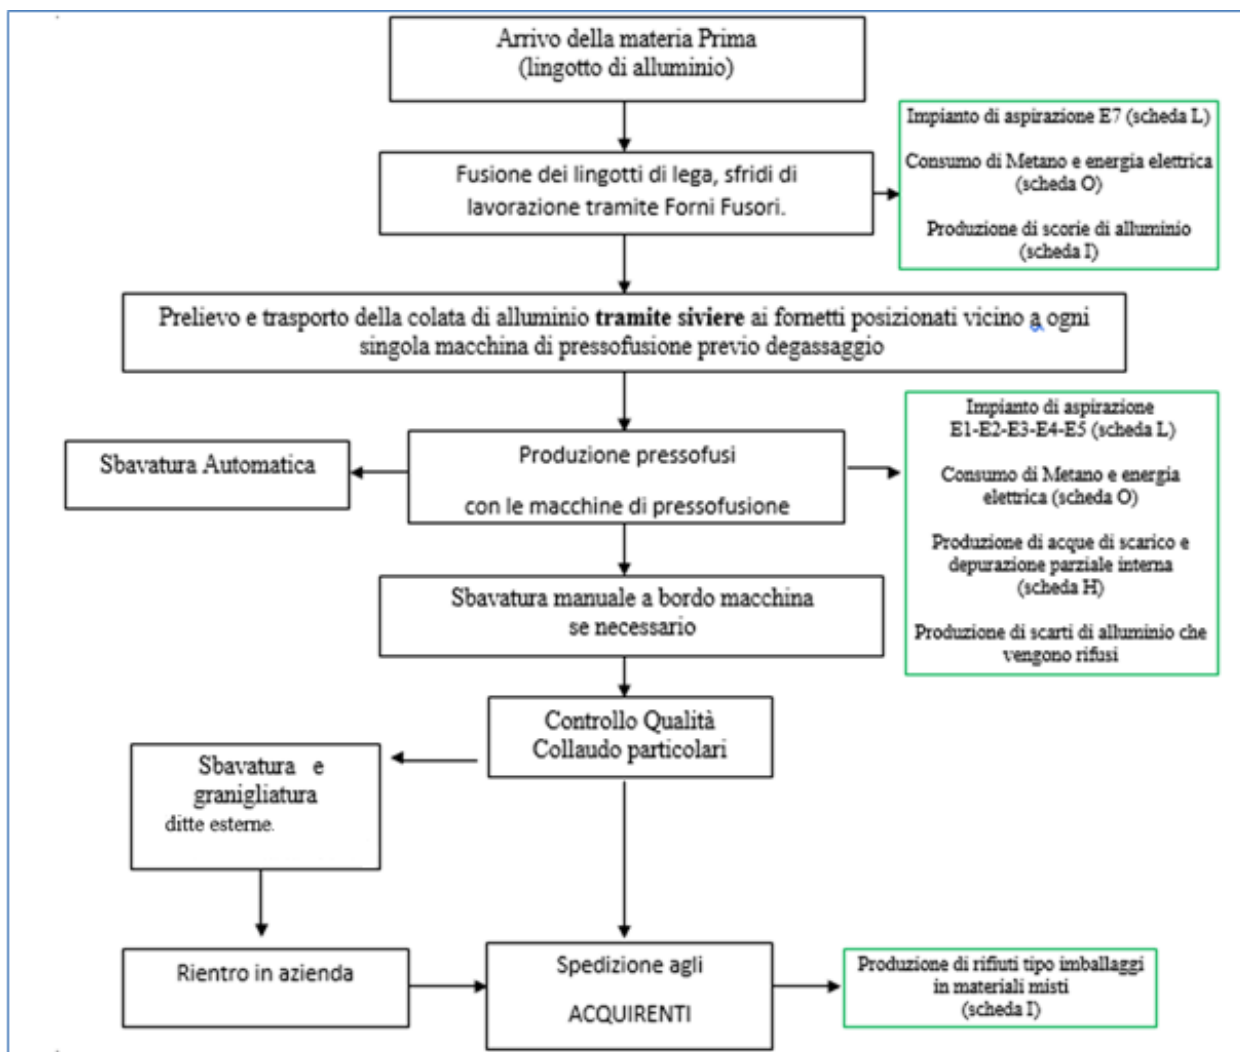 Arrivo della materia Prima
(lingotto di alluminio)
Impianto di aspirazione E7 (scheda L)
Consumo di Metano e energia elettrica
(scheda O)
Produzione di scorie di alluminio
(scheda I)
Fusione dei lingotti di lega, sfridi di
lavorazione tramite Forni Fusori.
Prelievo e trasporto della colata di alluminio tramite siviere ai fornetti posizionati vicino a ogni
singola macchina di pressofusione previo degassaggio
Impianto di aspirazione
E1-E2-E3-E4-E5 (scheda L)
Consumo di Metano e energia
elettrica (scheda O)
Produzione di acque di scarico e
depurazione parziale interna
(scheda H)
Produzione di scarti di alluminio che
vengono rifusi
Sbavatura Automatica
Produzione pressofusi
con le macchine di pressofusione
Sbavatura manuale a bordo macchina
se necessario
Controllo Qualità
Collaudo particolari
Sbavatura e
granigliatura
ditte esterne.
Rientro in azienda
Spedizione agli
ACQUIRENTI
Produzione di rifiuti tipo imballaggi
in materiali misti
(scheda I)